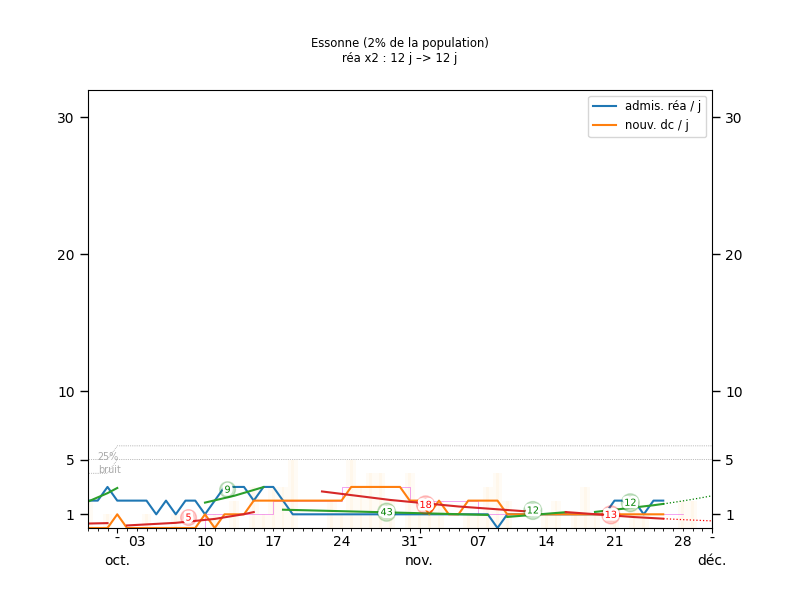 Essonne (2% de la population)
réa x2 : 12 j –> 12 j
admis. réa / j
nouv. dc / j
30
30
20
20
10
10
5
5
1
1
25%
bruit
5
9
43
18
12
13
12
- 03 10 17 24 31- 07 14 21 28 -
oct. nov. déc.